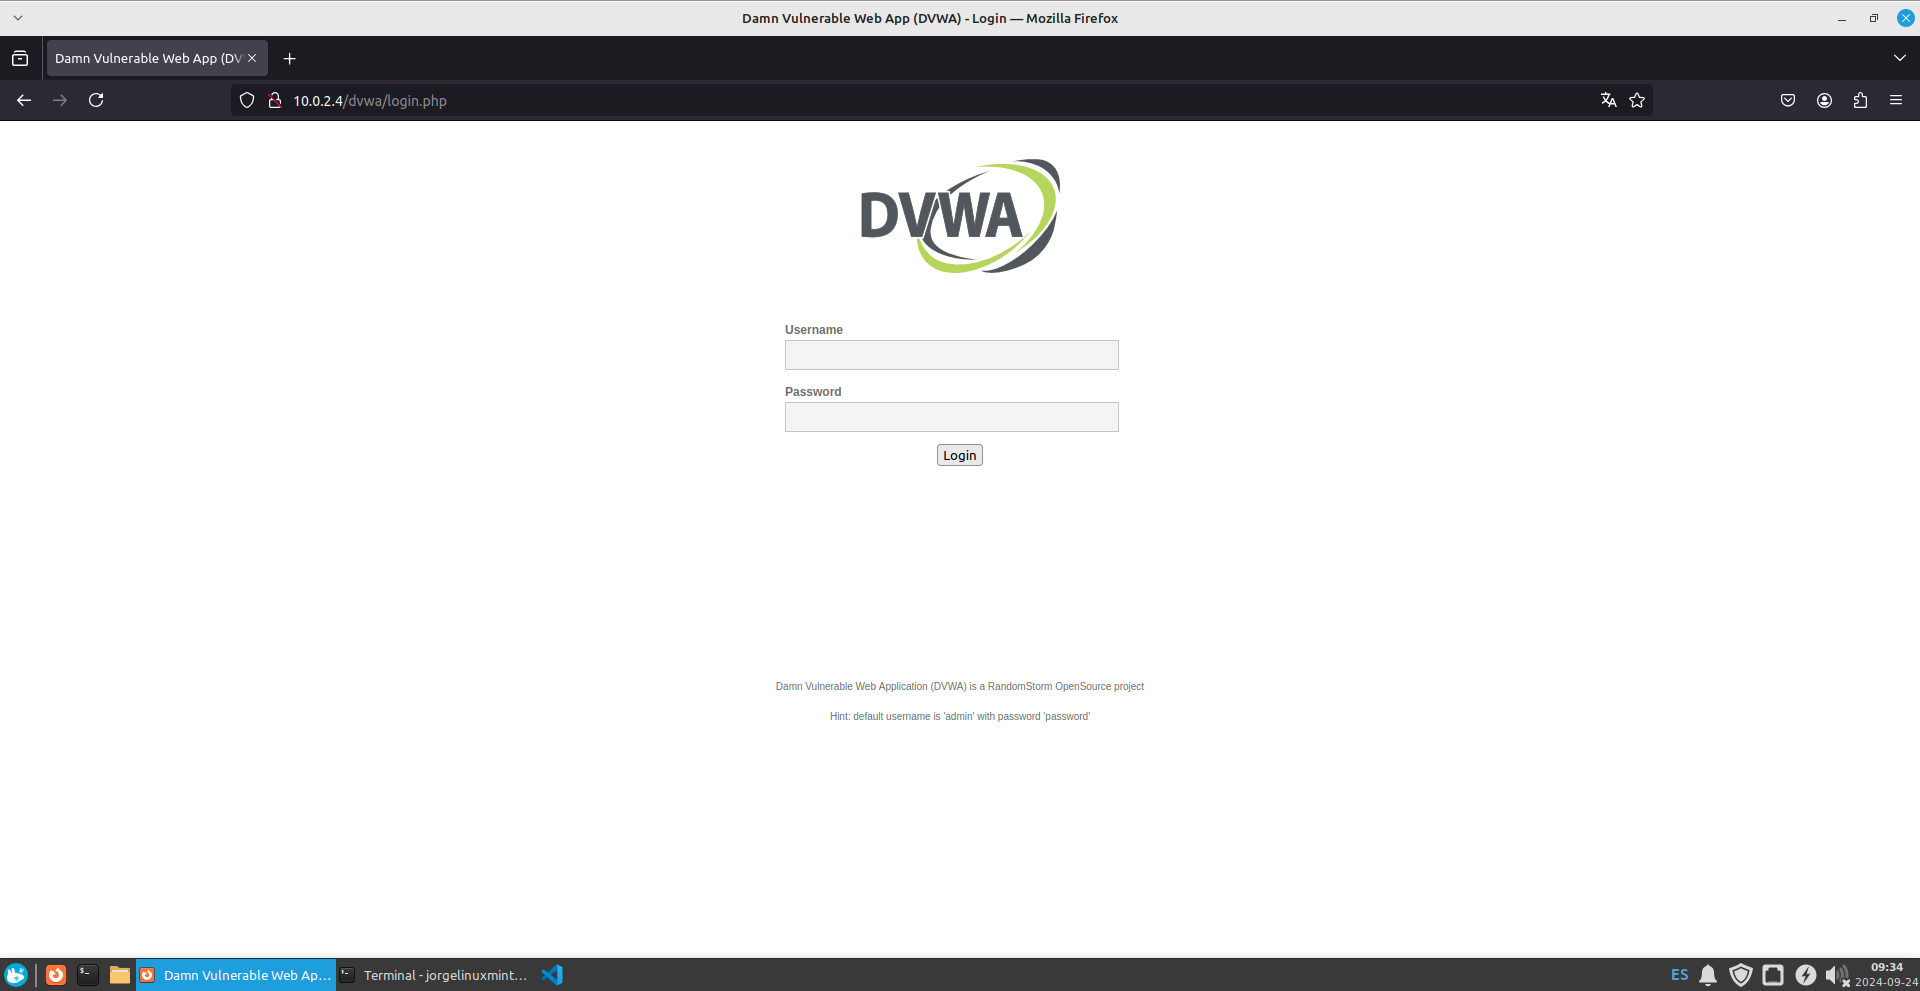 Damn Vulnerable Web App (DVWA) - Login — Mozilla Firefox
Damn Vulnerable Web App (DV
10.0.2.4/dvwa/login.php
DVWA
Username
Password
Login
Damn Vulnerable Web Application (DVWA) is a RandomStorm OpenSource project
Hint: default username is 'admin' with password 'password'
Damn Vulnerable Web Ap...
Terminal - jorgelinuxmint...
ES
09:34
2024-09-24